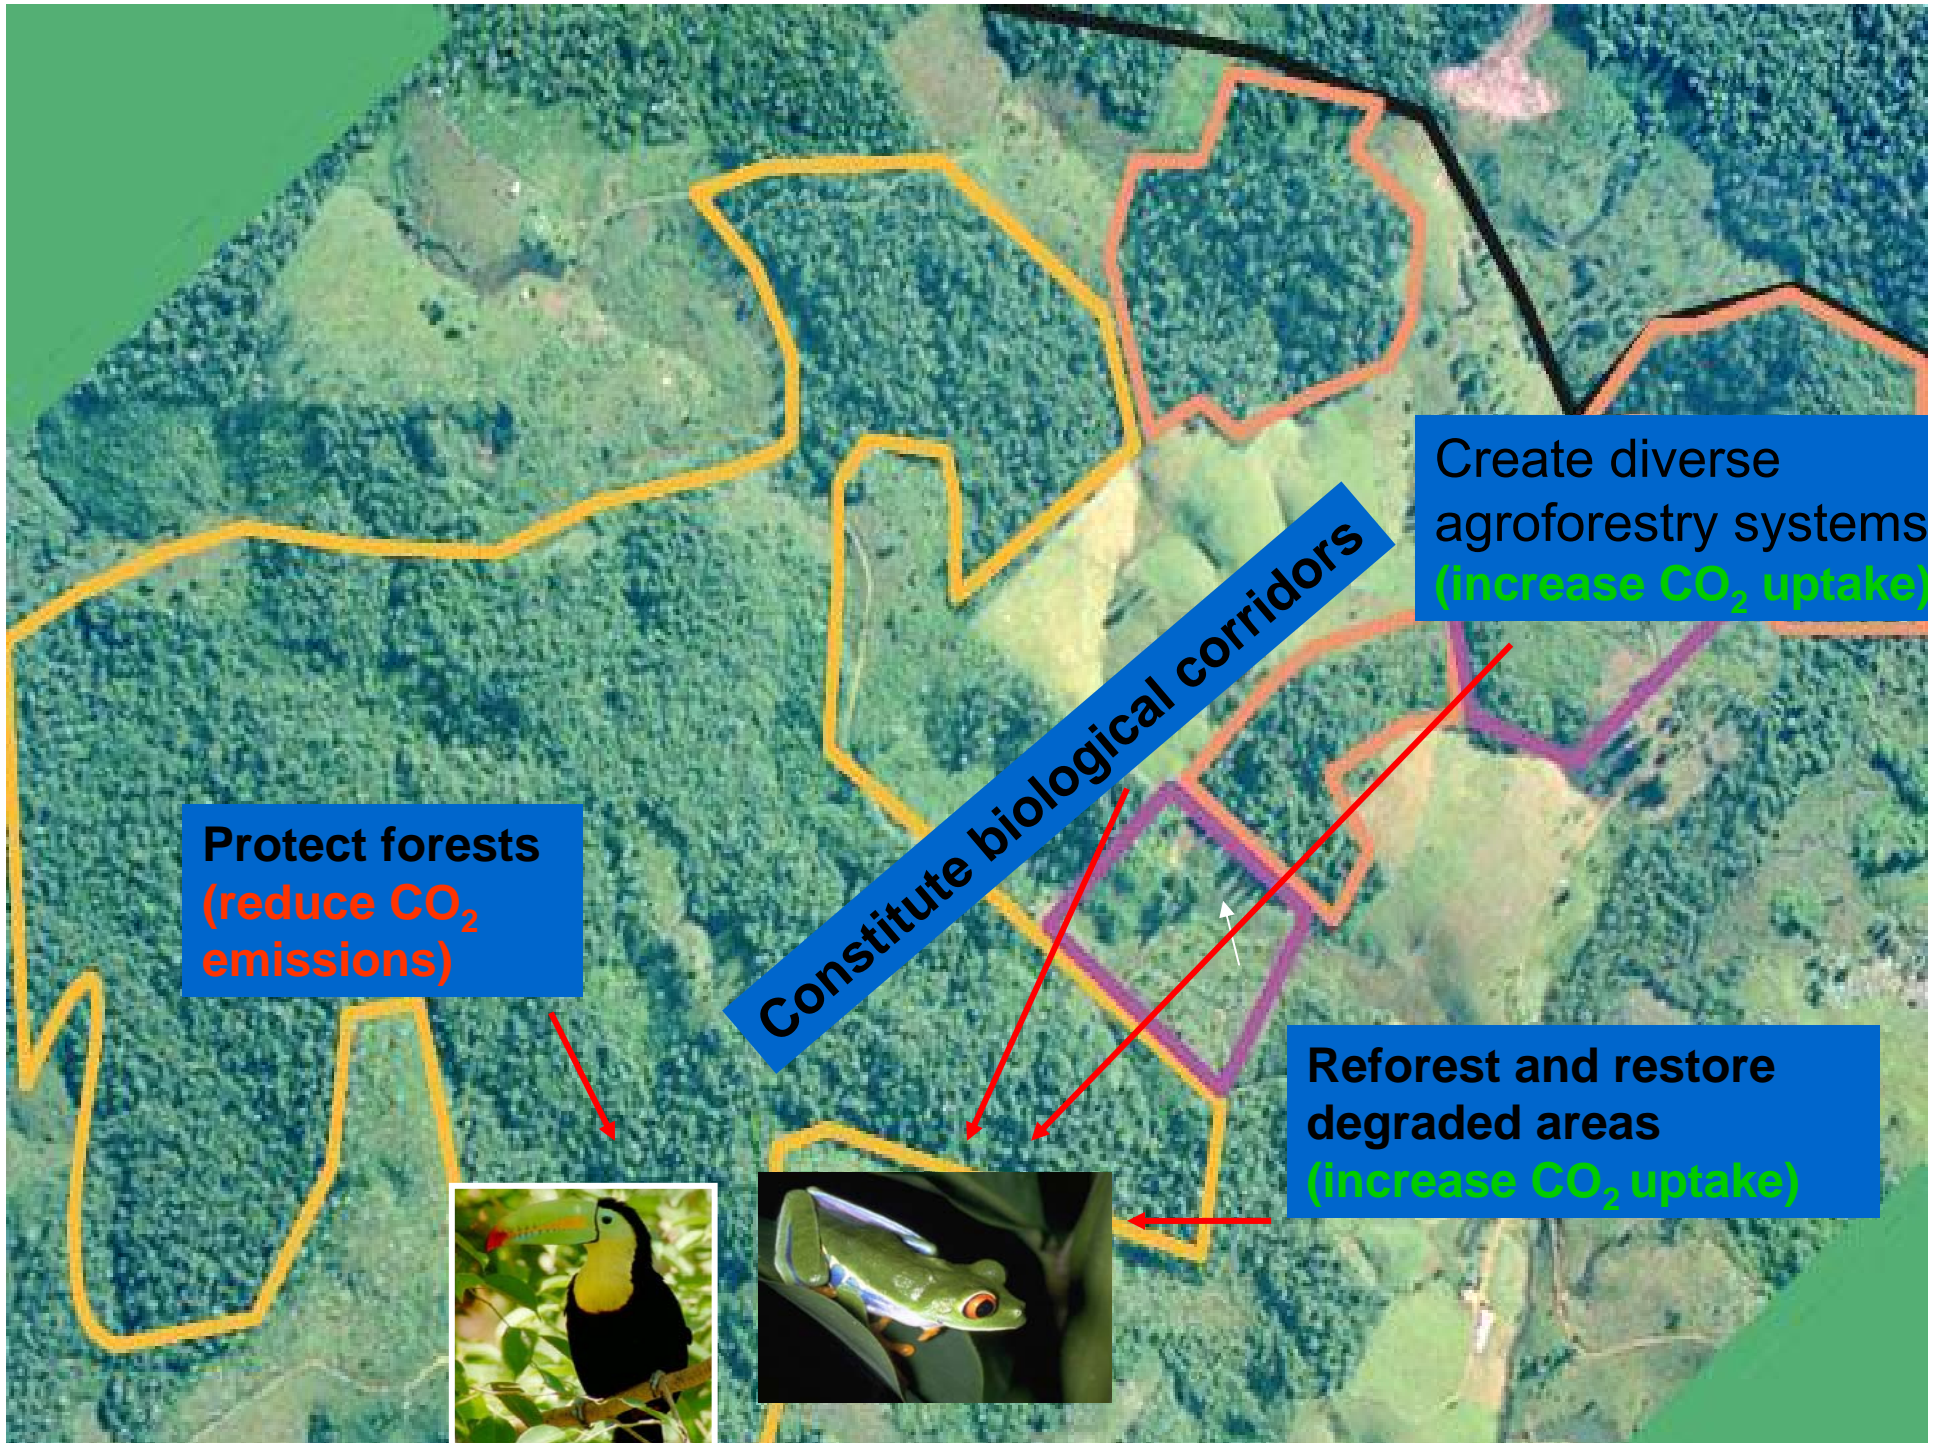 Create diverse
agroforestry systems
(increase CO₂ uptake)
Constitute biological corridors
Protect forests
(reduce CO₂
emissions)
Reforest and restore
degraded areas
(increase CO₂ uptake)